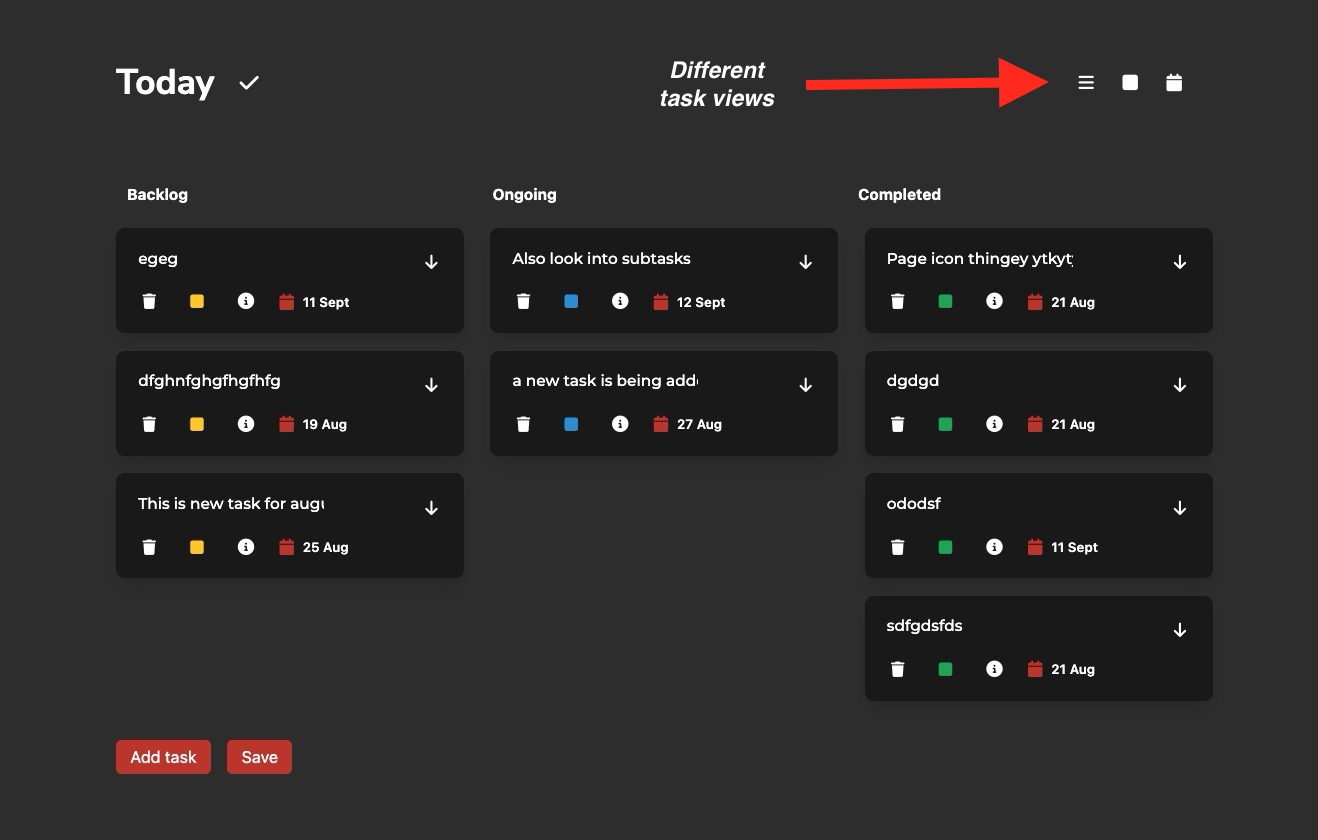 Today
Different
task views
Backlog
Ongoing
Completed
egeg
11 Sept
Also look into subtasks
12 Sept
Page icon thingey ytkyt
21 Aug
dfghnfghgfhgfhfg
19 Aug
a new task is being add
27 Aug
dgdgd
21 Aug
This is new task for augu
25 Aug
ododsf
11 Sept
sdfgdsfds
21 Aug
Add task
Save